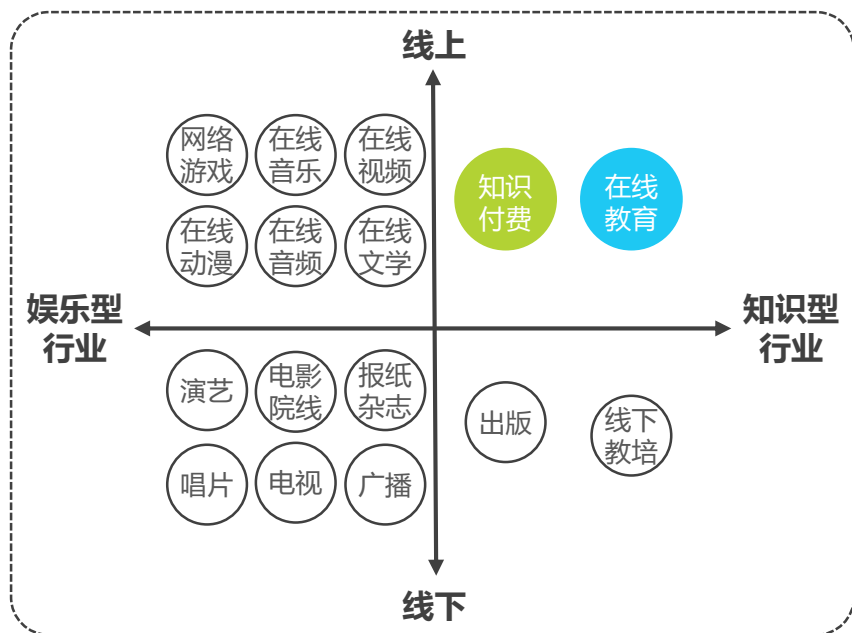 线上
网络
游戏
在线
音乐
在线
视频
知识
付费
在线
教育
在线
动漫
在线
音频
在线
文学
娱乐型
行业
知识型
行业
演艺
电影
院线
报纸
杂志
出版
线下
教培
唱片
电视
广播
线下